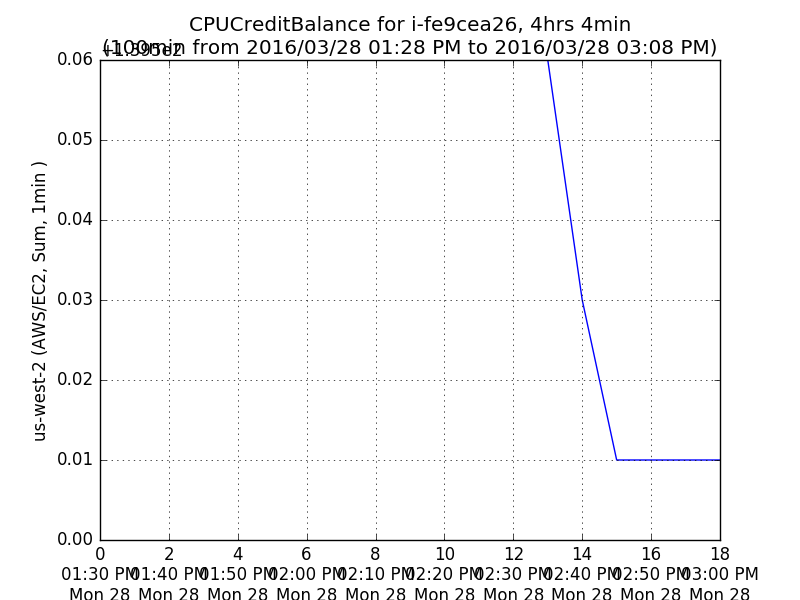 CPUCreditBalance for i-fe9cea26, 4hrs 4min
(100min from 2016/03/28 01:28 PM to 2016/03/28 03:08 PM)
+1.395e2
0.06
0.05
0.04
0.03
0.02
0.01
0.00
us-west-2 (AWS/EC2, Sum, 1min )
0 2 4 6 8 10 12 14 16 18
01:30 PM 01:40 PM 01:50 PM 02:00 PM 02:10 PM 02:20 PM 02:30 PM 02:40 PM 02:50 PM 03:00 PM
Mon 28 Mon 28 Mon 28 Mon 28 Mon 28 Mon 28 Mon 28 Mon 28 Mon 28 Mon 28